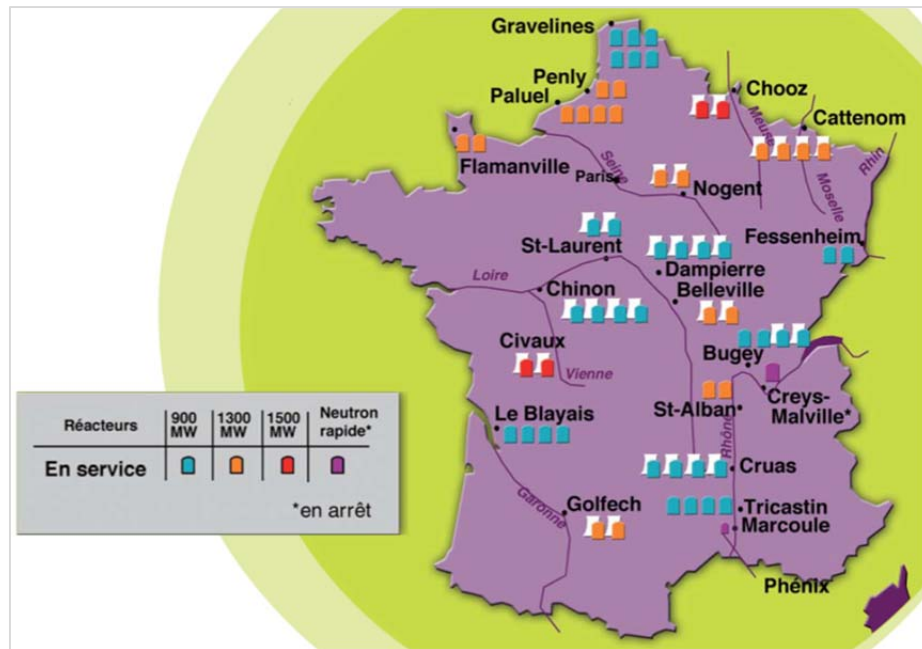 Gravelines
Penly
Paluel
Chooz
Cattenom
Meuse
Rhin
Flamanville
Seine
Paris
Nogent
Moselle
St-Laurent
Fessenheim
Dampierre
Loire
Belleville
Chinon
Civaux
Bugey
Vienne
Creys-
Malville*
St-Alban
Le Blayais
Rhône
Cruas
Garonne
Golfech
Tricastin
Marcoule
Phénix
Réacteurs
900
MW
1300
MW
1500
MW
Neutron
rapide*
En service
*en arrêt